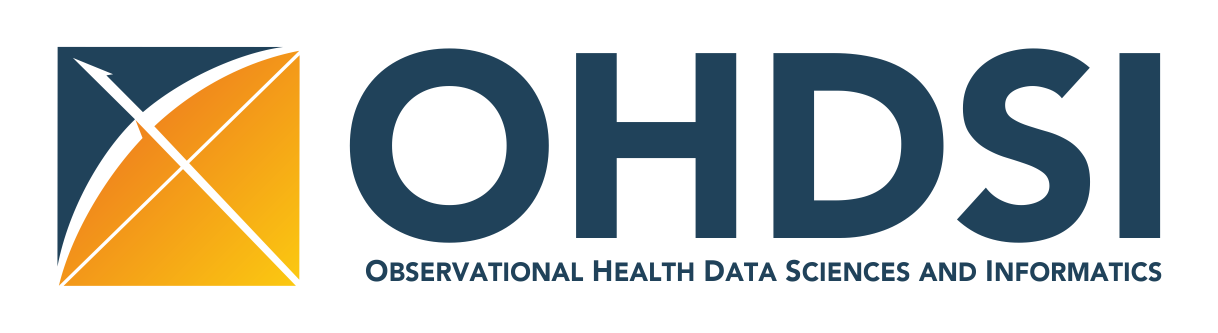 OHDSI
OBSERVATIONAL HEALTH DATA SCIENCES AND INFORMATICS